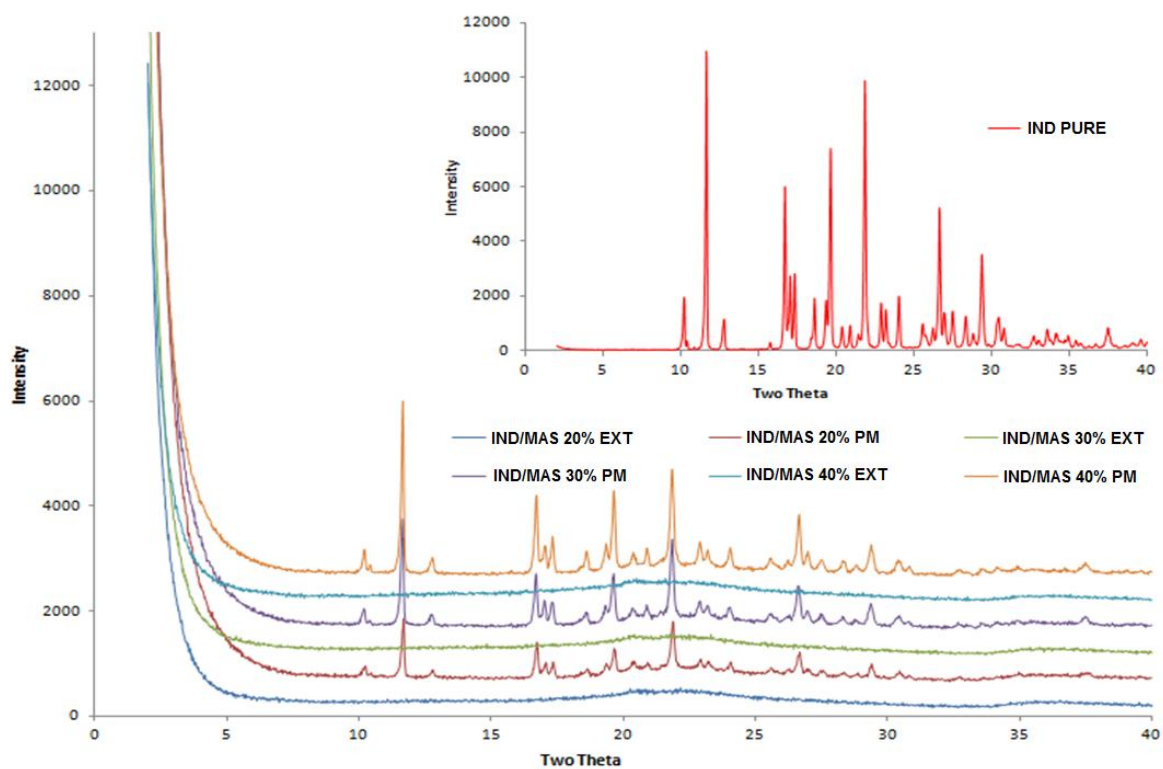 12000
10000
8000
6000
4000
2000
0
Intensity
0 5 10 15 20 25 30 35 40
Two Theta
IND PURE
12000
10000
8000
6000
4000
2000
0
Intensity
IND/MAS 20% EXT IND/MAS 20% PM IND/MAS 30% EXT
IND/MAS 30% PM IND/MAS 40% EXT IND/MAS 40% PM
0 5 10 15 20 25 30 35 40
Two Theta